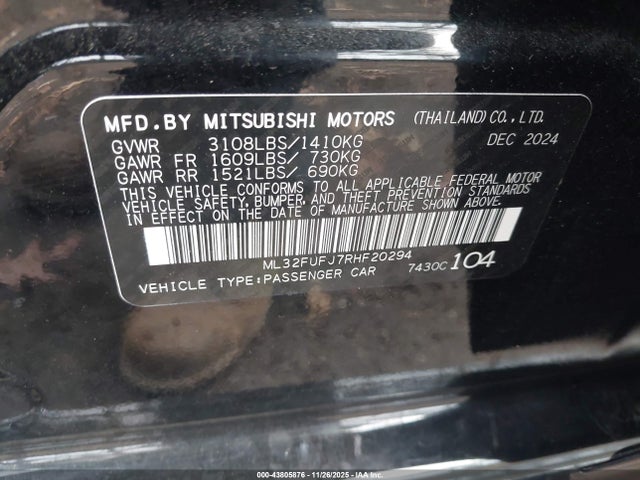 MFD.BY MITSUBISHI MOTORS (THAILAND) CO., LTD.
GVWR 3108LBS/1410KG DEC 2024
GAWR FR 1609LBS/ 730KG
GAWR RR 1521LBS/ 690KG
THIS VEHICLE CONFORMS TO ALL APPLICABLE FEDERAL MOTOR
VEHICLE SAFETY, BUMPER, AND THEFT PREVENTION STANDARDS
IN EFFECT ON THE DATE OF MANUFACTURE SHOWN ABOVE.
ML32FUFJ7RHF20294
VEHICLE TYPE:PASSENGER CAR 7430C 104
000-43805876 | 11/26/2025 | IAAI.CA